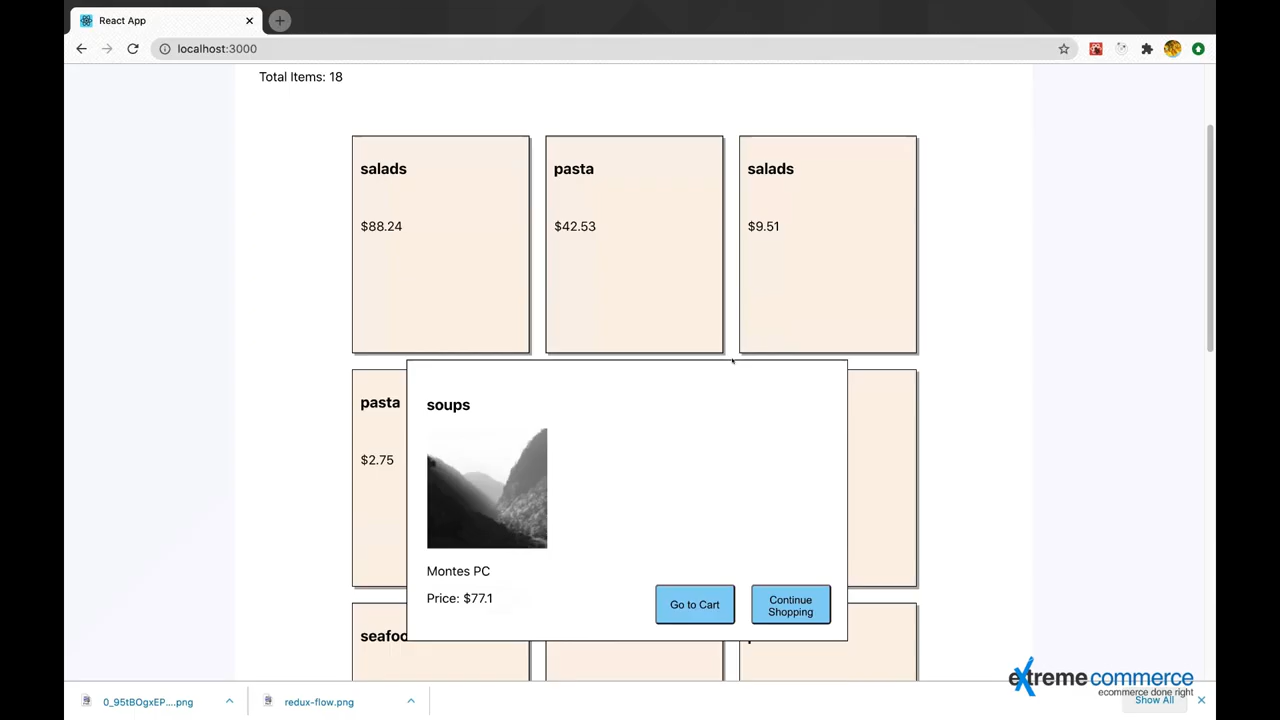 React App
localhost:3000
Total Items: 18
salads
pasta
salads
$88.24
$42.53
$9.51
pasta
$2.75
soups
Montes PC
Price: $77.1
Go to Cart
Continue
Shopping
extremecommerce
ecommerce done right
0_95tBOgxEP....png
redux-flow.png
Show All